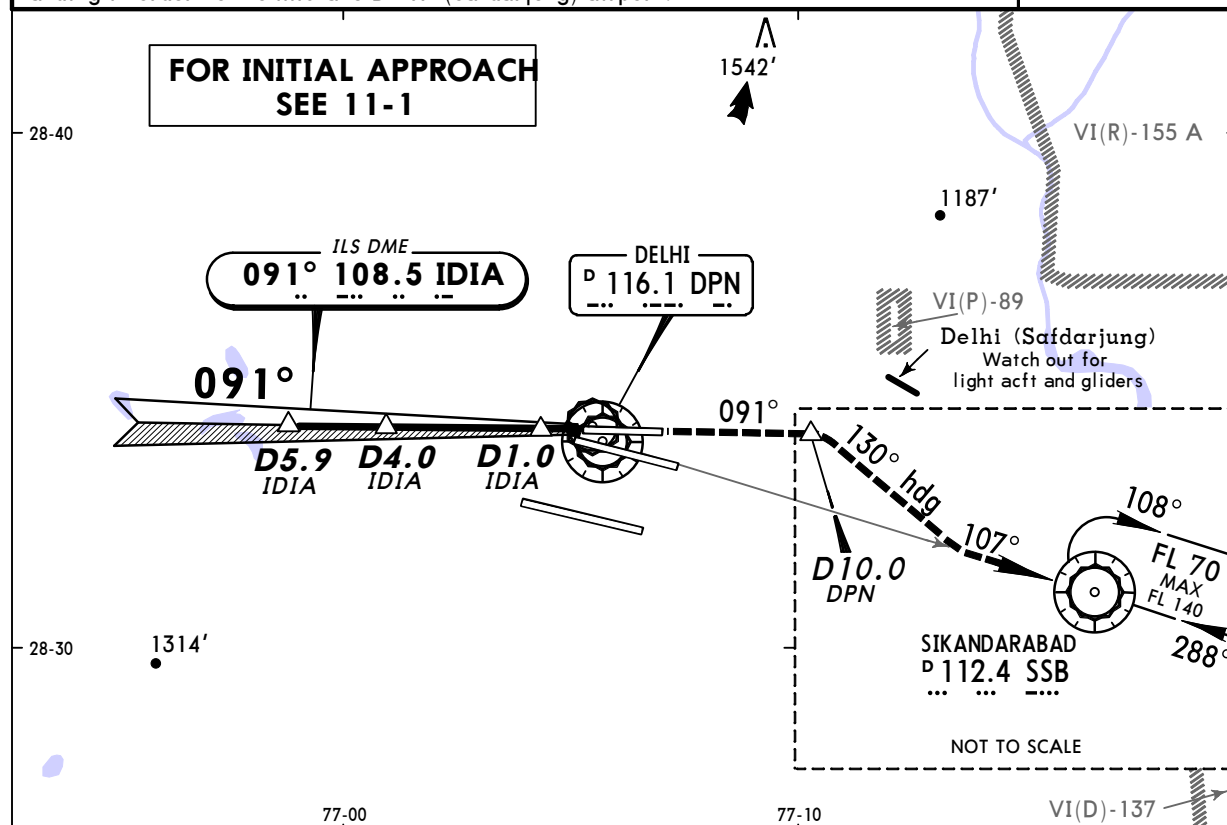 FOR INITIAL APPROACH
SEE 11-1
1542'
28-40
VI(R)-155 A
1187'
ILS DME
091° 108.5 IDIA
DELHI
D 116.1 DPN
VI(P)-89
Delhi (Safdarjung)
Watch out for
light acft and gliders
091°
091°
D5.9
IDIA
D4.0
IDIA
D1.0
IDIA
130° hdg
107°
108°
D10.0
DPN
FL 70
MAX
FL 140
288°
1314'
28-30
SIKANDARABAD
D 112.4 SSB
NOT TO SCALE
77-00
77-10
VI(D)-137